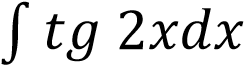 ∫ tg 2xdx